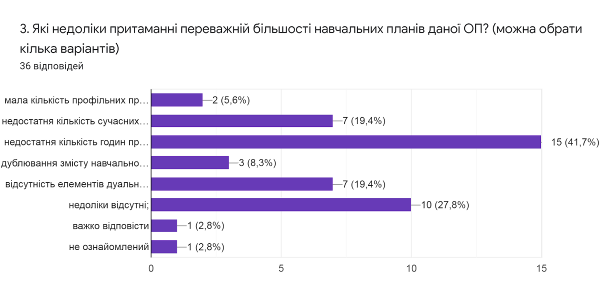 3. Які недоліки притаманні переважній більшості навчальних планів даної ОП? (можна обрати
кілька варіантів)
36 відповідей
мала кількість профільних пр… 2 (5,6%)
недостатня кількість сучасних… 7 (19,4%)
недостатня кількість годин пр… 15 (41,7%)
дублювання змісту навчально… 3 (8,3%)
відсутність елементів дуальн… 7 (19,4%)
недоліки відсутні; 10 (27,8%)
важко відповісти 1 (2,8%)
не ознайомлений 1 (2,8%)
0 5 10 15